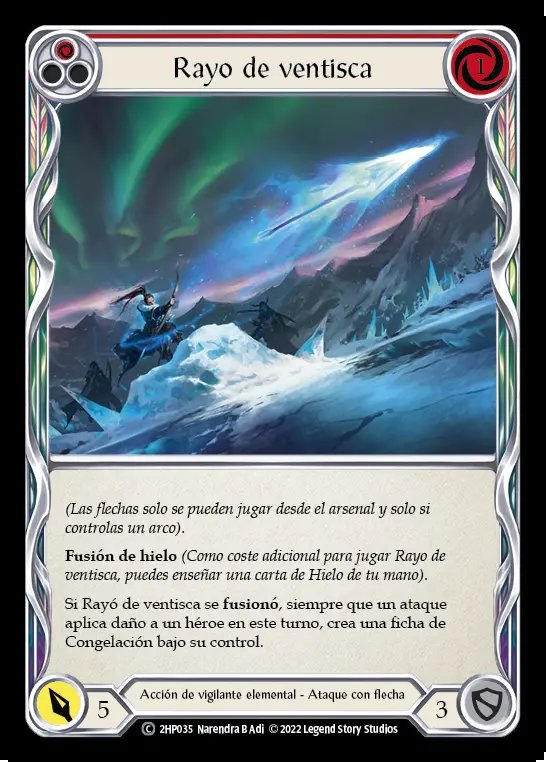 Rayo de ventisca
1
(Las flechas solo se pueden jugar desde el arsenal y solo si
controlas un arco).
Fusión de hielo (Como coste adicional para jugar Rayo de
ventisca, puedes enseñar una carta de Hielo de tu mano).
Si Rayó de ventisca se fusionó, siempre que un ataque
aplica daño a un héroe en este turno, crea una ficha de
Congelación bajo su control.
5
Acción de vigilante elemental - Ataque con flecha
3
C 2HP035 Narendra B Adi ©2022 Legend Story Studios